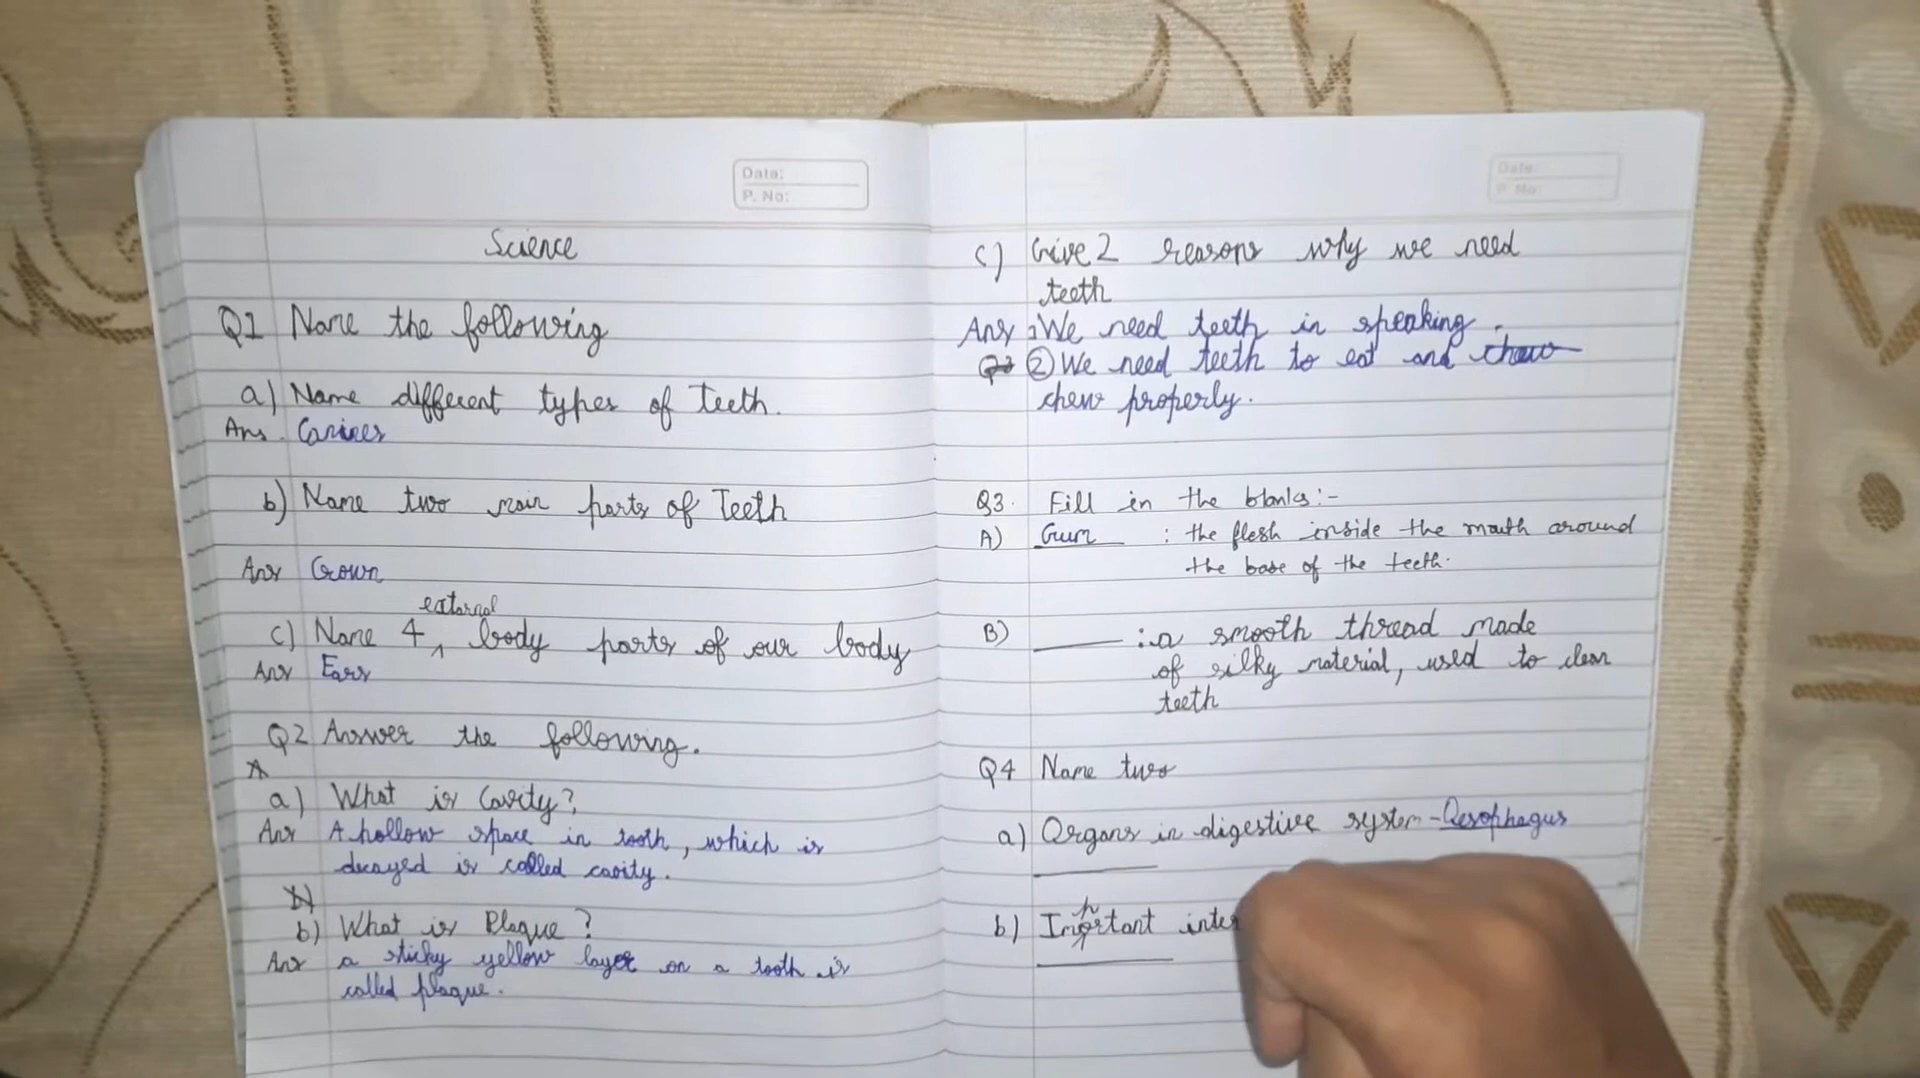 Data:
P. No:
Science
Q1 Name the following
a) Name different types of Teeth.
Ans. Canines
b) Name two main parts of Teeth
Ans Crown
external
c) Name 4 ^ body parts of our body
Ans Ears
Q2 Answer the following.
a) What is Cavity?
Ans A hollow space in tooth, which is
decayed is called cavity.
b) What is Plaque?
Ans a sticky yellow layer on a tooth is
called plaque.
Date
P No:
c) Give 2 reasons why we need
teeth
Ans We need teeth in speaking.
② We need teeth to eat and chew
chew properly.
Q3. Fill in the blanks:-
A) Gum : the flesh inside the mouth around
the base of the teeth.
B) ____ : a smooth thread made
of silky material, used to clean
teeth
Q4 Name two
a) Organs in digestive system - Oesophagus
b) Important inter